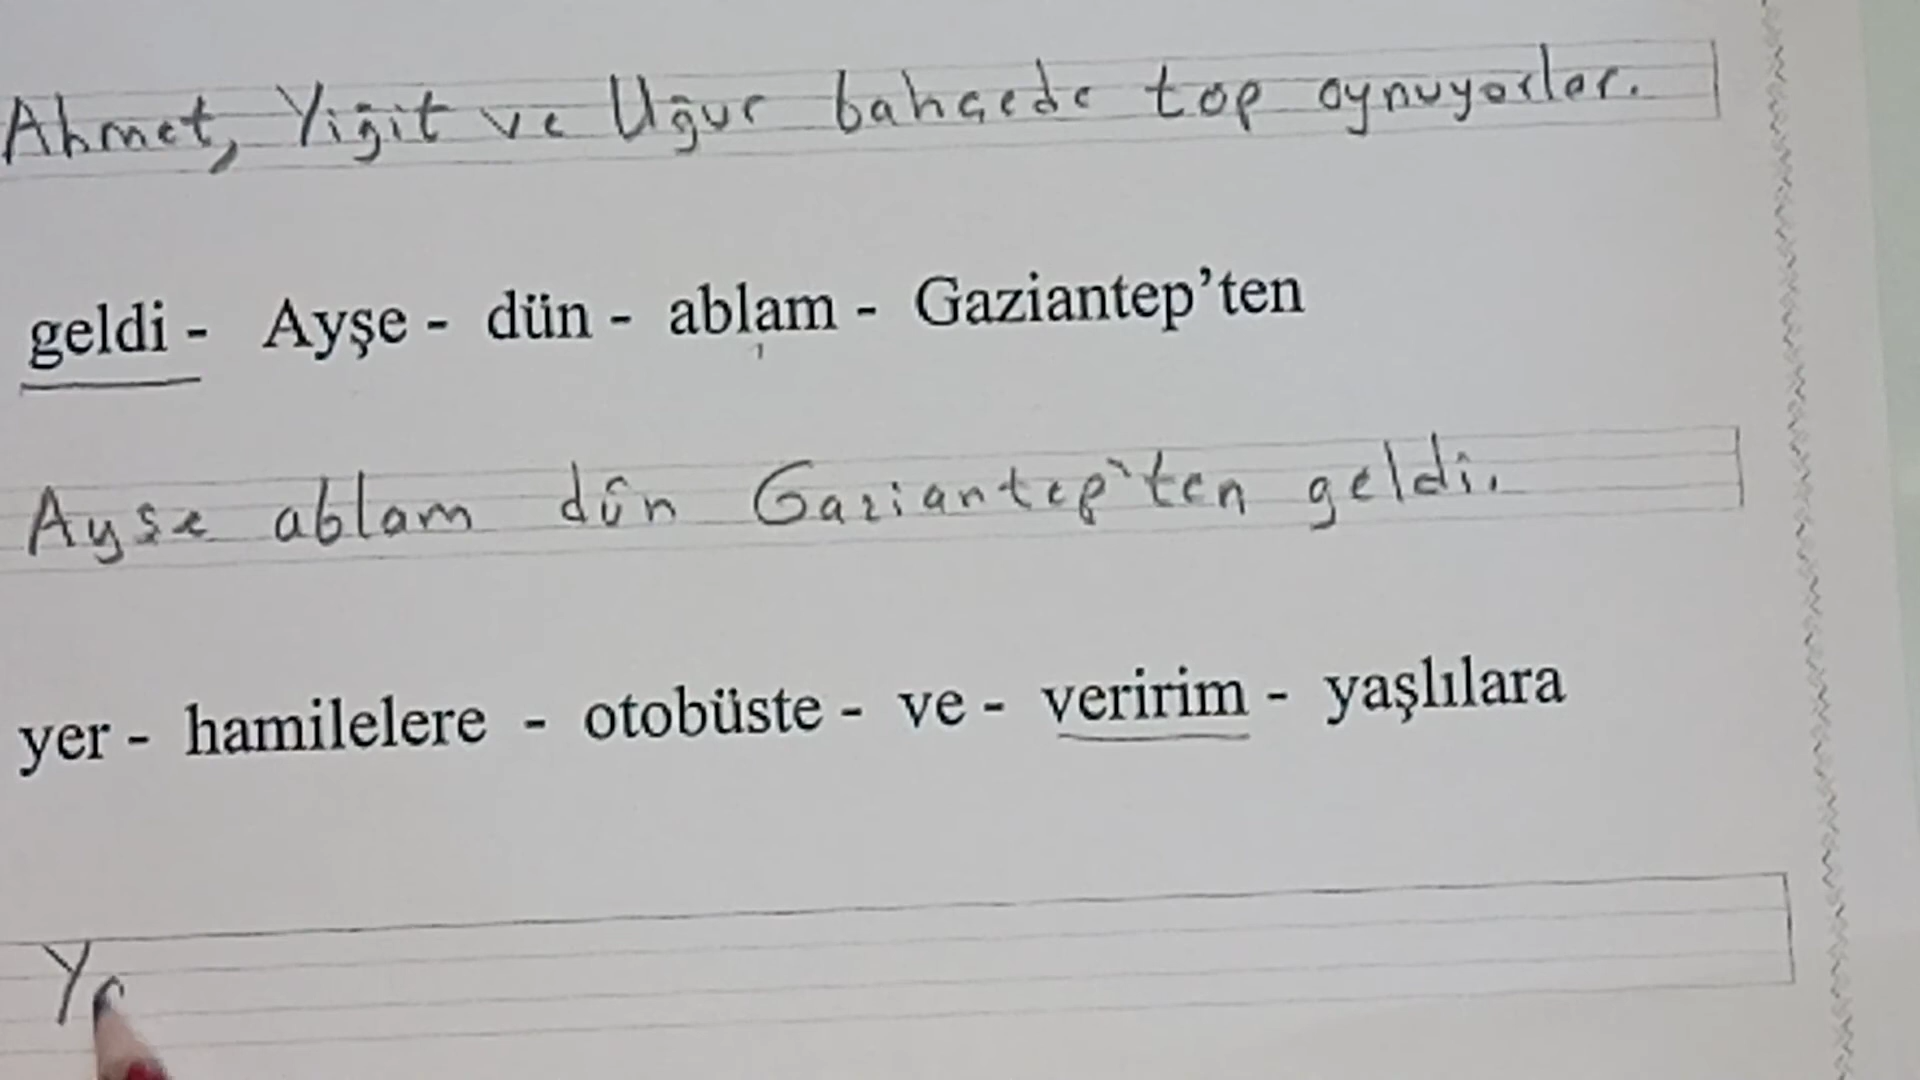 Ahmet, Yiğit ve Uğur bahçede top oynuyorlar.
geldi - Ayşe - dün - ablam - Gaziantep’ten
Ayşe ablam dün Gaziantep'ten geldi.
yer - hamilelere - otobüste - ve - veririm - yaşlılara
Ya